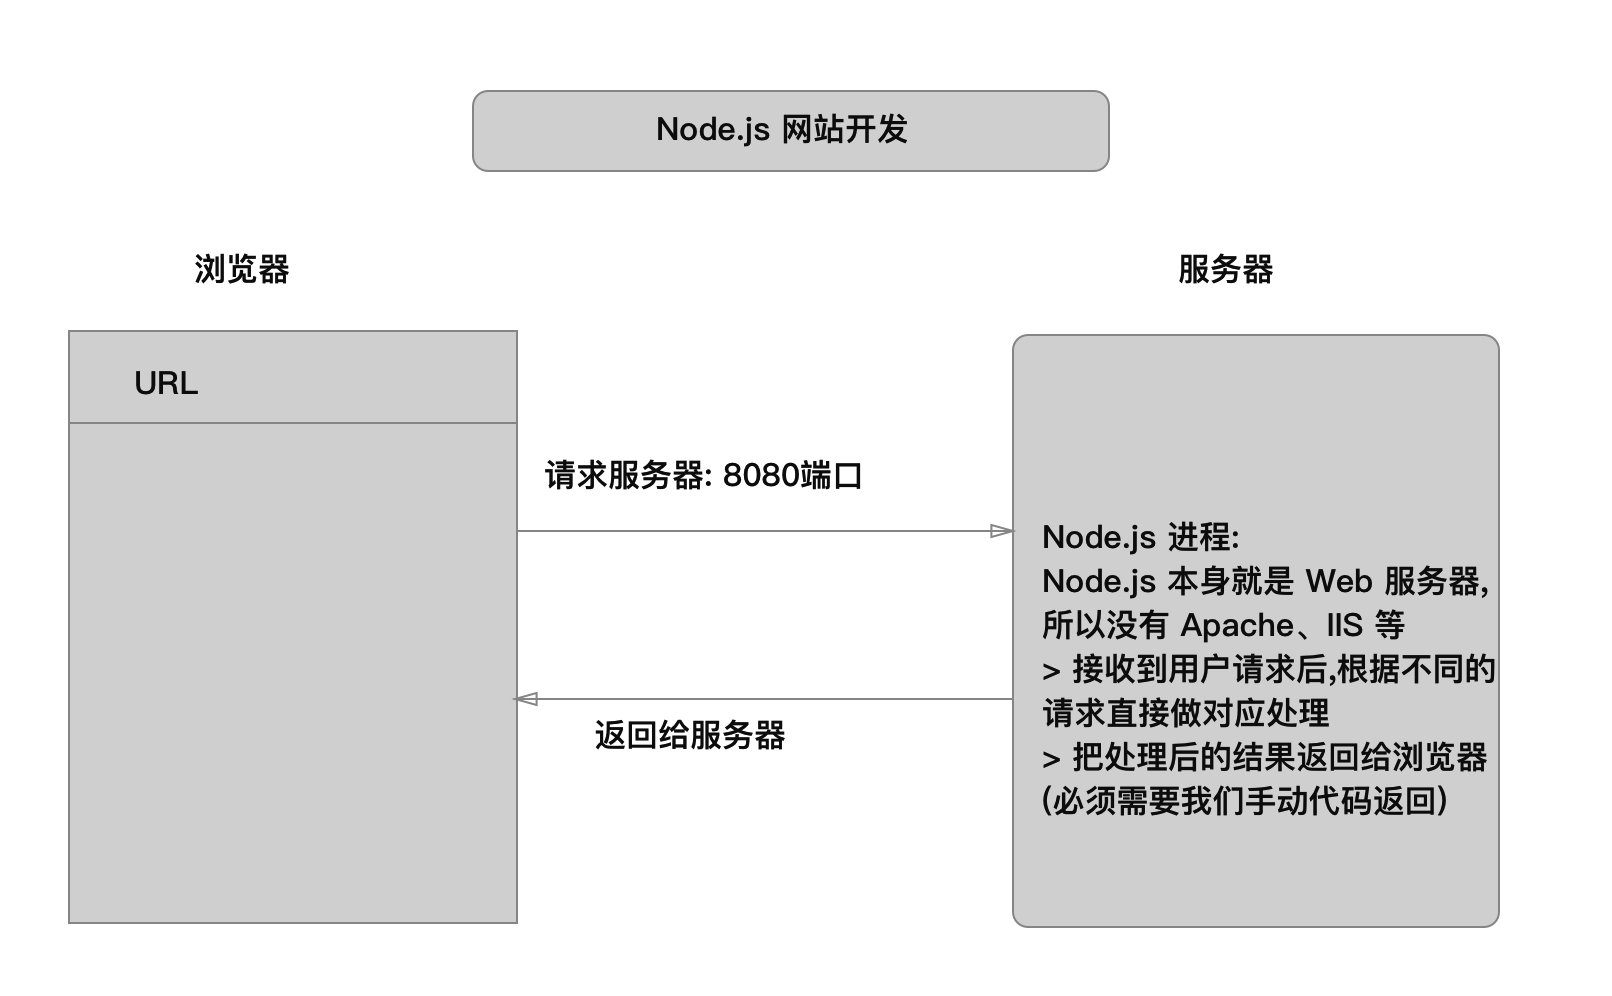 Node.js 网站开发
浏览器
服务器
URL
请求服务器: 8080端口
Node.js 进程:
Node.js 本身就是 Web 服务器,
所以没有 Apache、IIS 等
> 接收到用户请求后,根据不同的
请求直接做对应处理
> 把处理后的结果返回给浏览器
(必须需要我们手动代码返回)
返回给服务器